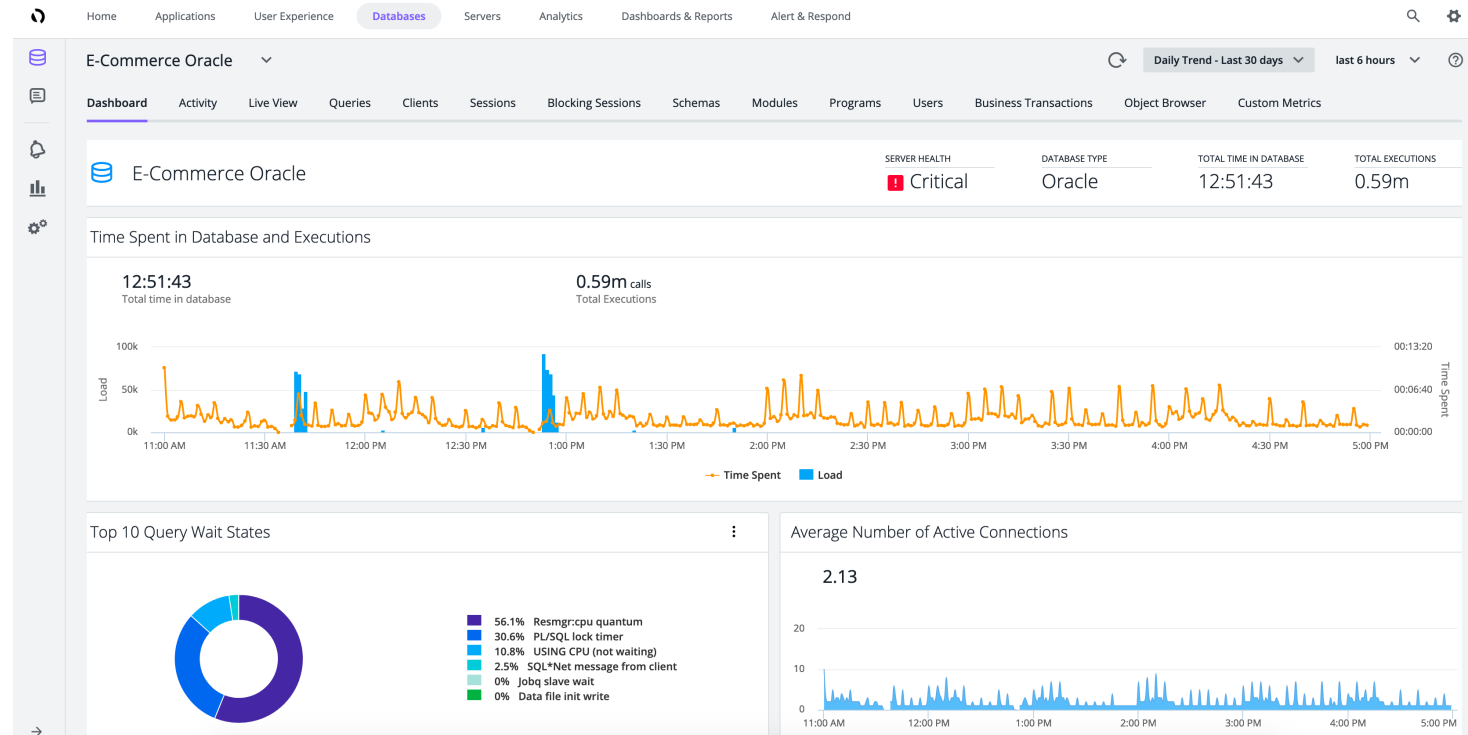 Home Applications User Experience Databases Servers Analytics Dashboards & Reports Alert & Respond
E-Commerce Oracle
Daily Trend - Last 30 days
last 6 hours
Dashboard Activity Live View Queries Clients Sessions Blocking Sessions Schemas Modules Programs Users Business Transactions Object Browser Custom Metrics
E-Commerce Oracle
SERVER HEALTH
Critical
DATABASE TYPE
Oracle
TOTAL TIME IN DATABASE
12:51:43
TOTAL EXECUTIONS
0.59m
Time Spent in Database and Executions
12:51:43
Total time in database
0.59m calls
Total Executions
Load
100k
50k
0k
00:13:20
00:06:40
00:00:00
Time Spent
11:00 AM 11:30 AM 12:00 PM 12:30 PM 1:00 PM 1:30 PM 2:00 PM 2:30 PM 3:00 PM 3:30 PM 4:00 PM 4:30 PM 5:00 PM
Time Spent Load
Top 10 Query Wait States
56.1% Resmgr:cpu quantum
30.6% PL/SQL lock timer
10.8% USING CPU (not waiting)
2.5% SQL*Net message from client
0% Jobq slave wait
0% Data file init write
Average Number of Active Connections
2.13
20
10
0
11:00 AM 12:00 PM 1:00 PM 2:00 PM 3:00 PM 4:00 PM 5:00 PM